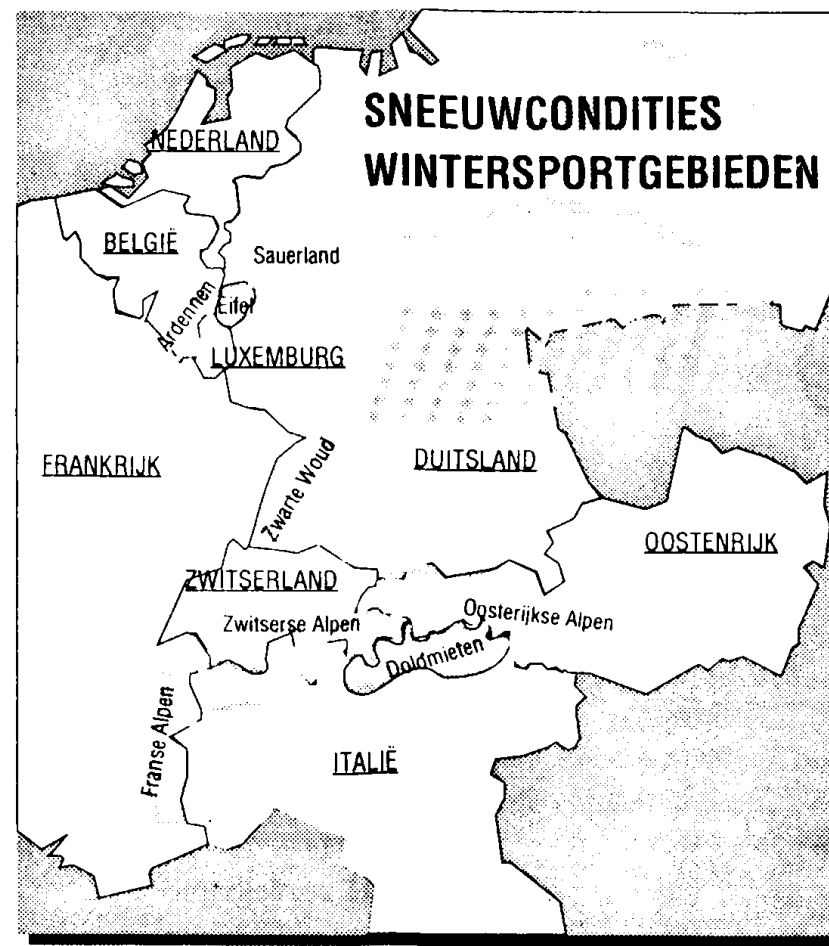 SNEEUWCONDITIES
WINTERSPORTGEBIEDEN
NEDERLAND
BELGIË
Sauerland
Ardennen
Eifel
LUXEMBURG
FRANKRIJK
Zwarte Woud
DUITSLAND
OOSTENRIJK
ZWITSERLAND
Zwitserse Alpen
Oosterijkse Alpen
Doldmieten
Franse Alpen
ITALIË